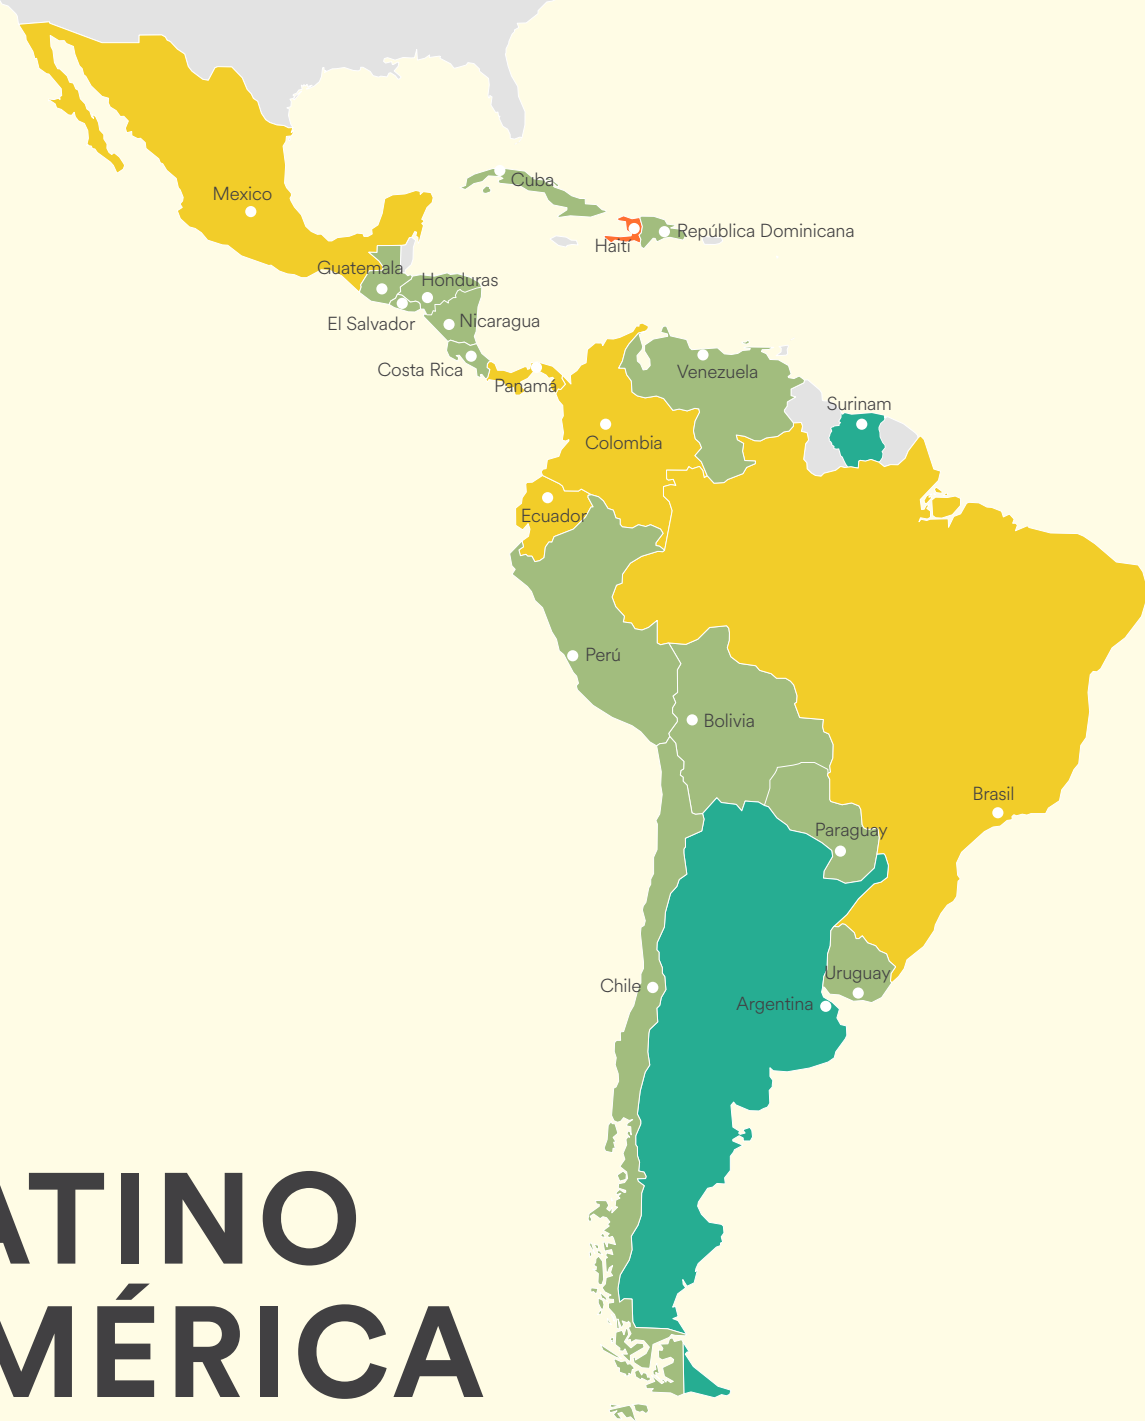 Mexico
Cuba
República Dominicana
Haití
Guatemala
Honduras
El Salvador
Nicaragua
Costa Rica
Panamá
Venezuela
Surinam
Colombia
Ecuador
Perú
Bolivia
Brasil
Paraguay
Uruguay
Chile
Argentina
ATINO
MÉRICA